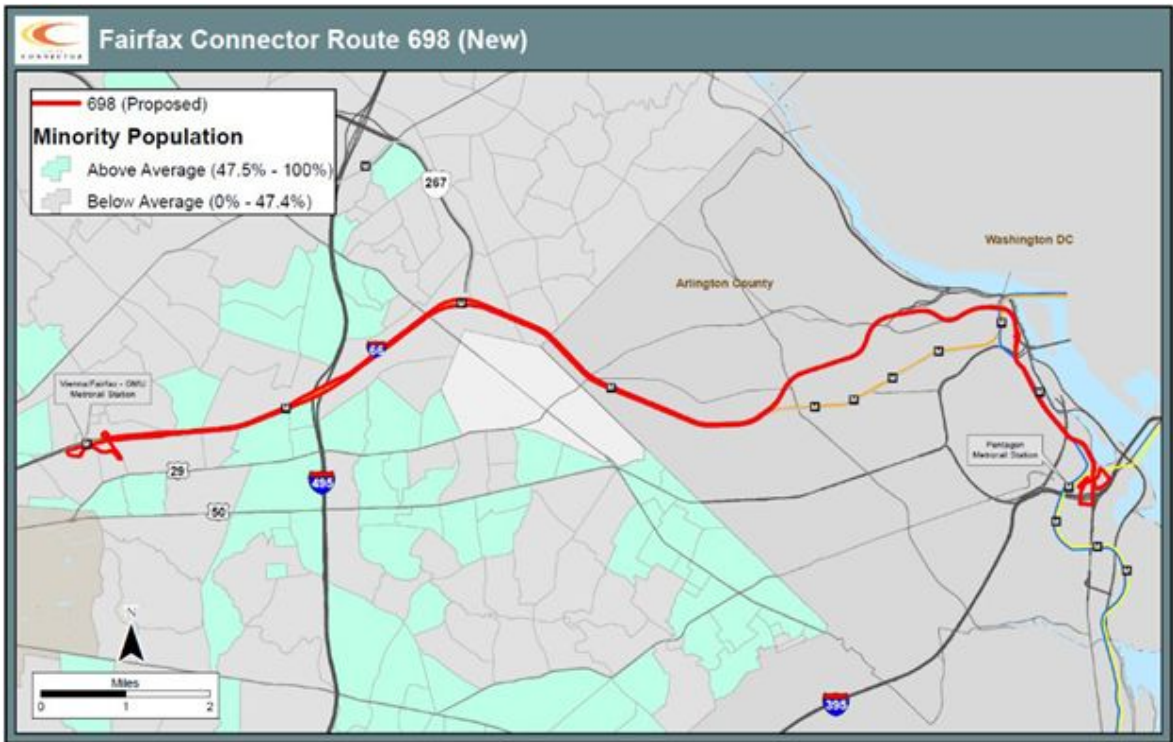 CONNECTOR
Fairfax Connector Route 698 (New)
698 (Proposed)
Minority Population
Above Average (47.5% - 100%)
Below Average (0% - 47.4%)
267
Washington DC
Arlington County
66
Vienna/Fairfax - GMU
Metrorail Station
29
495
50
Pentagon
Metrorail Station
N
Miles
0 1 2
395